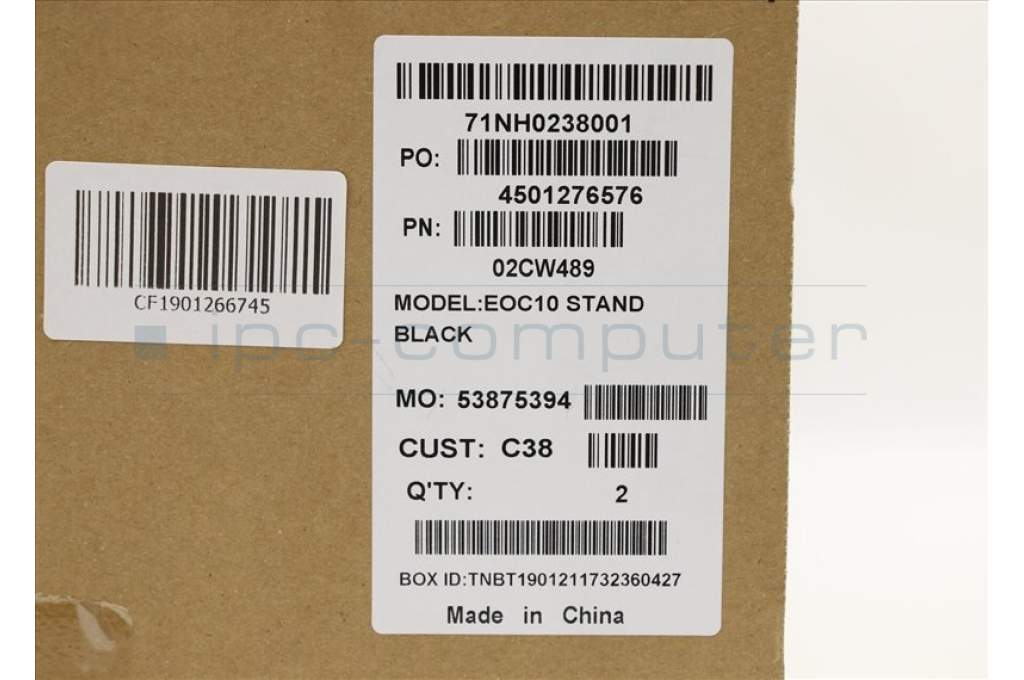 71NH0238001
PO:
4501276576
PN:
02CW489
MODEL:EOC10 STAND
BLACK
MO: 53875394
CUST: C38
Q'TY: 2
BOX ID:TNBT1901211732360427
Made in China
CF1901266745
ipc-computer